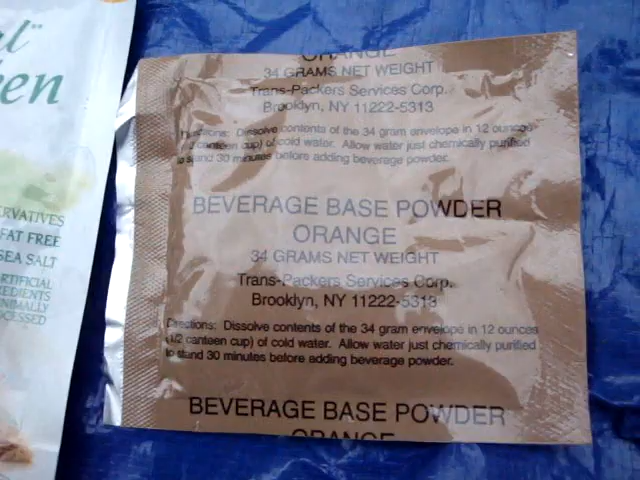 al"
en
ERVATIVES
FAT FREE
SEA SALT
ARTIFICIAL
REDIENTS
INIMALLY
OCESSED
ORANGE
34 GRAMS NET WEIGHT
Trans-Packers Services Corp.
Brooklyn, NY 11222-5313
Directions: Dissolve contents of the 34 gram envelope in 12 ounces
(1/2 canteen cup) of cold water. Allow water just chemically purified
to stand 30 minutes before adding beverage powder.
BEVERAGE BASE POWDER
ORANGE
34 GRAMS NET WEIGHT
Trans-Packers Services Corp.
Brooklyn, NY 11222-5313
Directions: Dissolve contents of the 34 gram envelope in 12 ounces
(1/2 canteen cup) of cold water. Allow water just chemically purified
to stand 30 minutes before adding beverage powder.
BEVERAGE BASE POWDER
ORANGE